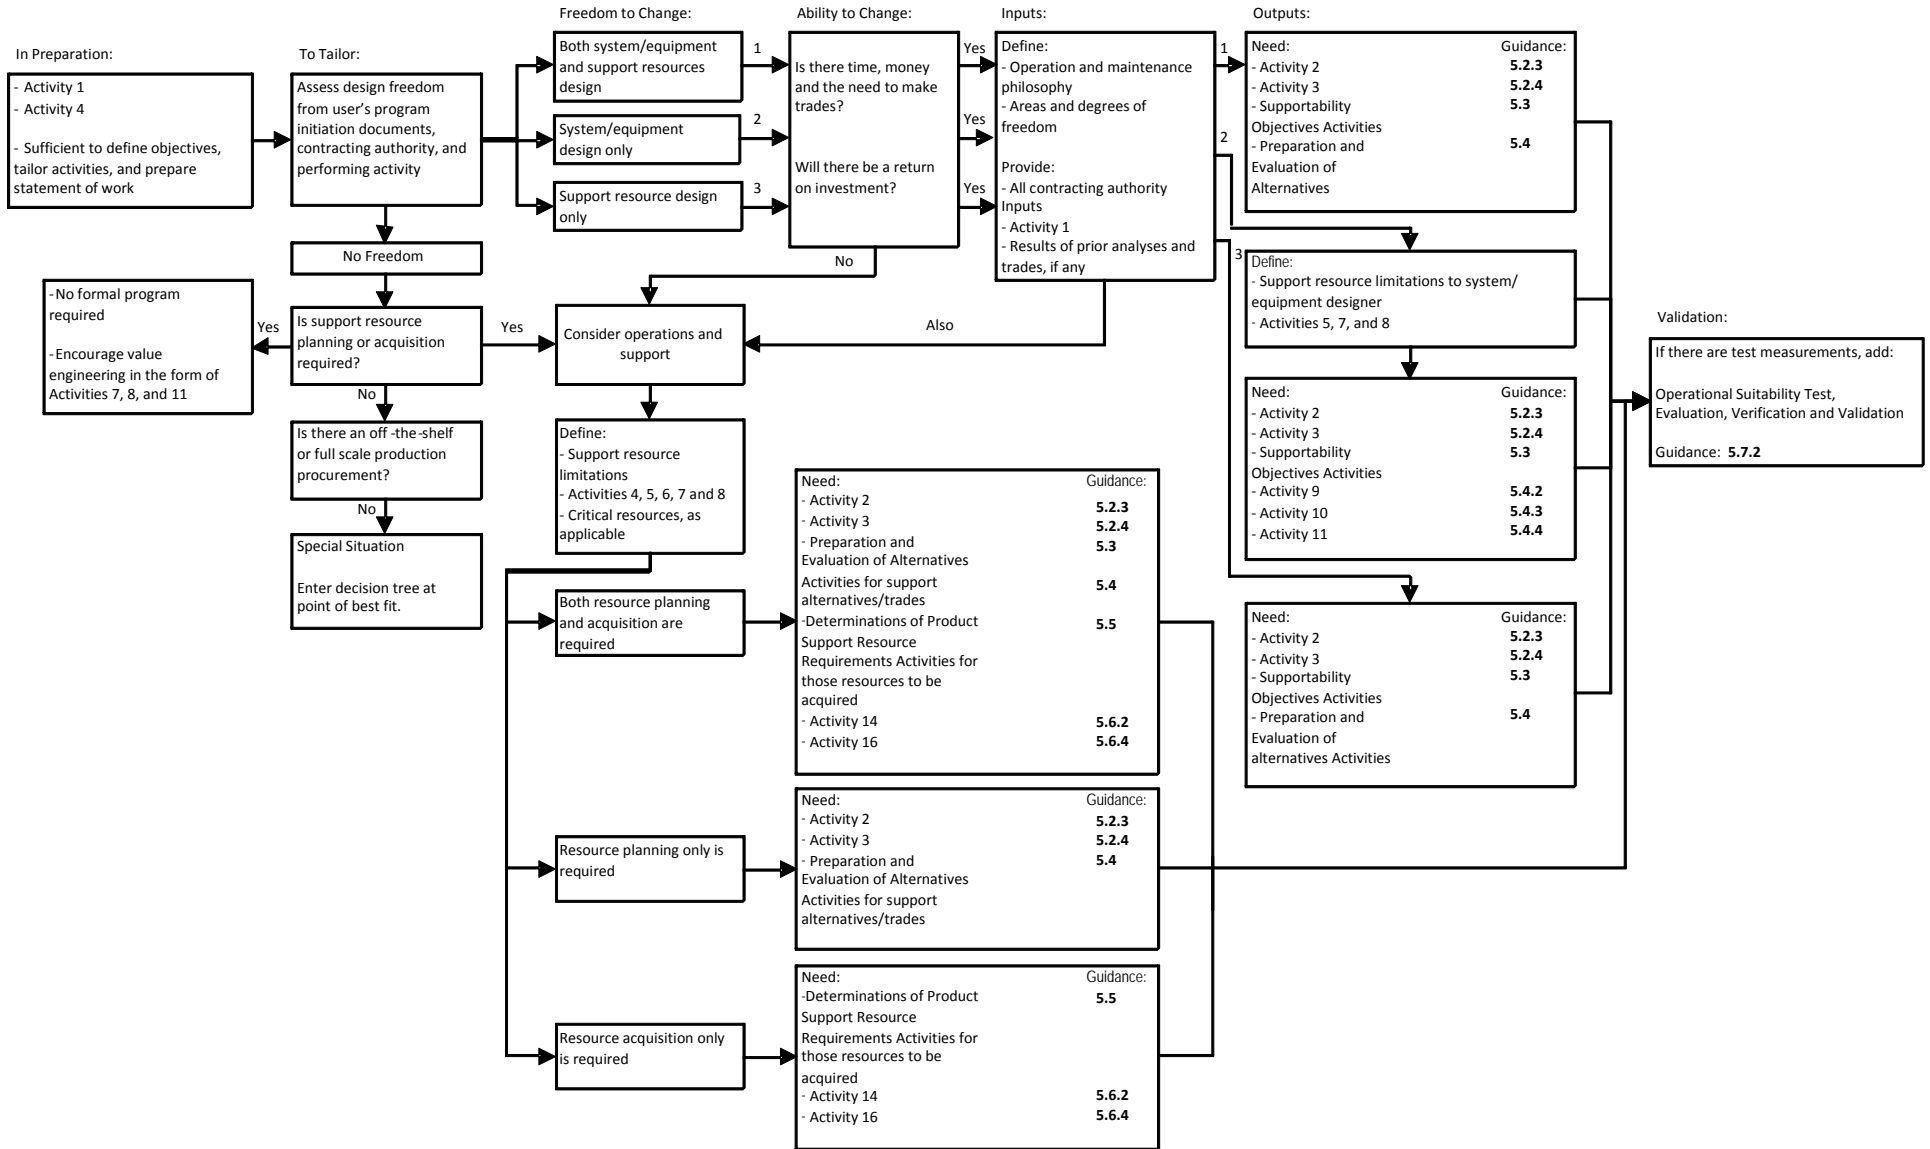 In Preparation:
- Activity 1
- Activity 4
- Sufficient to define objectives,
tailor activities, and prepare
statement of work
To Tailor:
Assess design freedom
from user's program
initiation documents,
contracting authority, and
performing activity
No Freedom
Is support resource
planning or acquisition
required?
Yes
-No formal program
required
-Encourage value
engineering in the form of
Activities 7, 8, and 11
No
Is there an off -the-shelf
or full scale production
procurement?
No
Special Situation
Enter decision tree at
point of best fit.
Yes
Freedom to Change:
Both system/equipment
and support resources
design
1
System/equipment
design only
2
Support resource design
only
3
Ability to Change:
Is there time, money
and the need to make
trades?
Will there be a return
on investment?
Yes
Yes
Yes
No
Inputs:
Define:
- Operation and maintenance
philosophy
- Areas and degrees of
freedom
Provide:
- All contracting authority
Inputs
- Activity 1
- Results of prior analyses and
trades, if any
Also
1
2
3
Consider operations and
support
Define:
- Support resource
limitations
- Activities 4, 5, 6, 7 and 8
- Critical resources, as
applicable
Both resource planning
and acquisition are
required
Need: Guidance:
- Activity 2 5.2.3
- Activity 3 5.2.4
- Preparation and 5.3
Evaluation of Alternatives
Activities for support 5.4
alternatives/trades
-Determinations of Product 5.5
Support Resource
Requirements Activities for
those resources to be
acquired
- Activity 14 5.6.2
- Activity 16 5.6.4
Resource planning only is
required
Need: Guidance:
- Activity 2 5.2.3
- Activity 3 5.2.4
- Preparation and 5.4
Evaluation of Alternatives
Activities for support
alternatives/trades
Resource acquisition only
is required
Need: Guidance:
-Determinations of Product 5.5
Support Resource
Requirements Activities for
those resources to be
acquired
- Activity 14 5.6.2
- Activity 16 5.6.4
Outputs:
Need: Guidance:
- Activity 2 5.2.3
- Activity 3 5.2.4
- Supportability 5.3
Objectives Activities
- Preparation and 5.4
Evaluation of
Alternatives
Define:
- Support resource limitations to system/
equipment designer
- Activities 5, 7, and 8
Need: Guidance:
- Activity 2 5.2.3
- Activity 3 5.2.4
- Supportability 5.3
Objectives Activities
- Activity 9 5.4.2
- Activity 10 5.4.3
- Activity 11 5.4.4
Need: Guidance:
- Activity 2 5.2.3
- Activity 3 5.2.4
- Supportability 5.3
Objectives Activities
- Preparation and 5.4
Evaluation of
alternatives Activities
Validation:
If there are test measurements, add:
Operational Suitability Test,
Evaluation, Verification and Validation
Guidance: 5.7.2